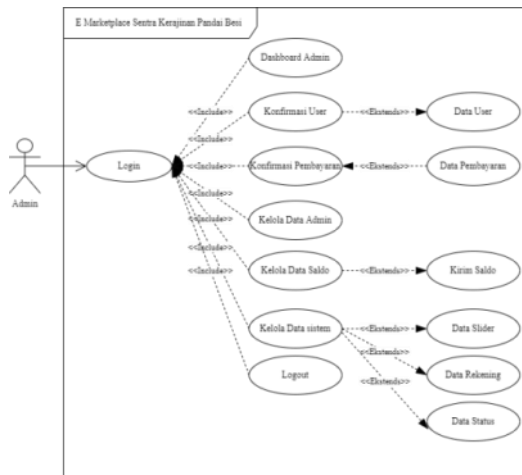 E Marketplace Sentra Kerajinan Pandai Besi
Dashboard Admin
<<Include>>
Konfirmasi User
<<Ekstends>>
Data User
<<Include>>
Admin
Login
<<Include>>
Konfirmasi Pembayaran
<<Ekstends>>
Data Pembayaran
<<Include>>
Kelola Data Admin
<<Include>>
Kelola Data Saldo
<<Ekstends>>
Kirim Saldo
<<Include>>
Kelola Data sistem
<<Ekstends>>
Data Slider
<<Include>>
<<Ekstends>>
Logout
<<Ekstends>>
Data Rekening
Data Status